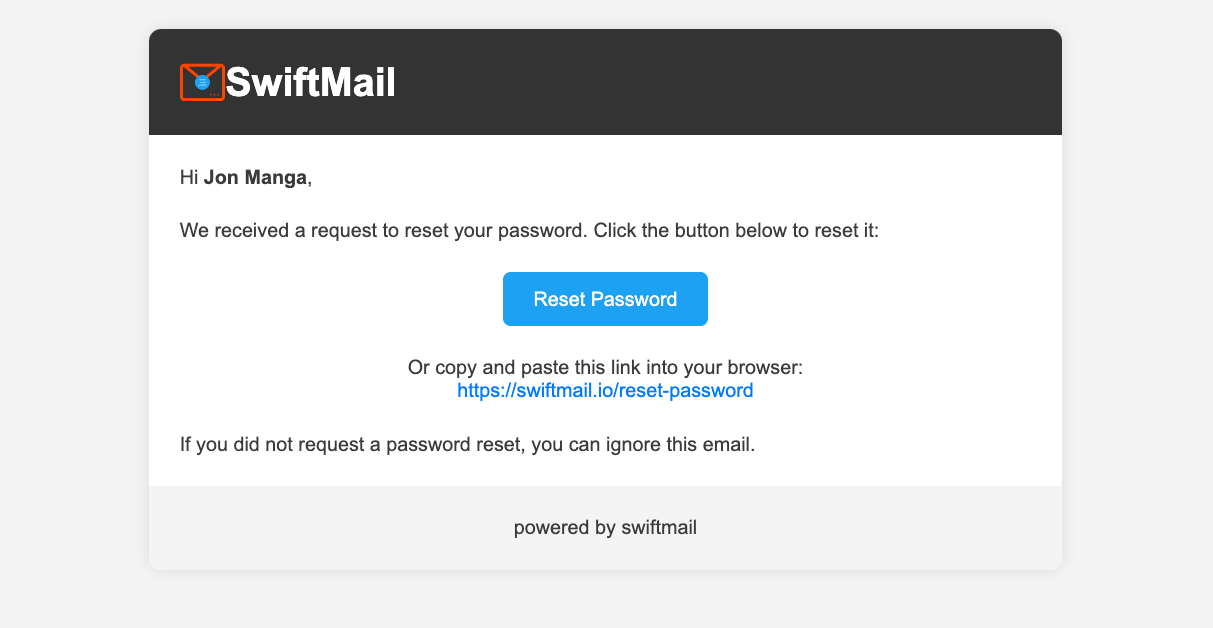 SwiftMail
Hi Jon Manga,
We received a request to reset your password. Click the button below to reset it:
Reset Password
Or copy and paste this link into your browser:
https://swiftmail.io/reset-password
If you did not request a password reset, you can ignore this email.
powered by swiftmail